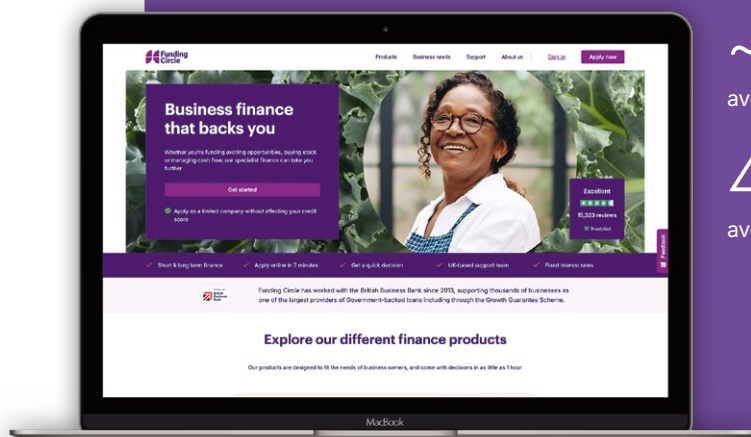 Funding
Circle
Products Business needs Support About us Sign in Apply now
Business finance
that backs you
Whether you're funding exciting opportunities, buying stock
or managing cash flow, our specialist finance can take you
further
Get started
Apply as a limited company without affecting your credit
score
Excellent
15,323 reviews
Trustpilot
Feedback
Short & long term finance Apply online in 7 minutes Get a quick decision UK-based support team Fixed interest rates
British
Business
Bank
Funding Circle has worked with the British Business Bank since 2013, supporting thousands of businesses as
one of the largest providers of Government-backed loans including through the Growth Guarantee Scheme.
Explore our different finance products
Our products are designed to fit the needs of business owners, and come with decisions in as little as 1 hour
MacBook